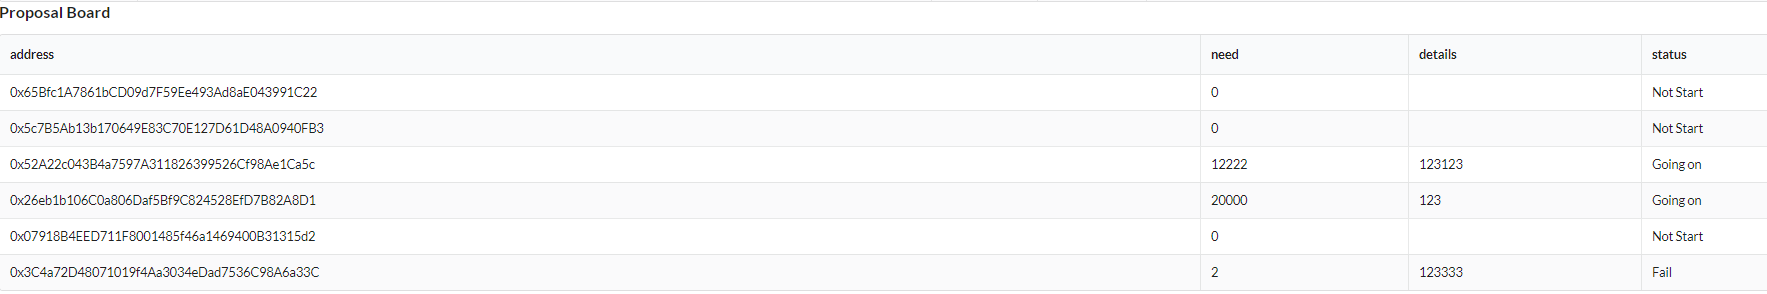 Proposal Board
address need details status
0x65Bfc1A7861bCD09d7F59Ee493Ad8aE043991C22 0 Not Start
0x5c7B5Ab13b170649E83C70E127D61D48A0940FB3 0 Not Start
0x52A22c043B4a7597A311826399526Cf98Ae1Ca5c 12222 123123 Going on
0x26eb1b106C0a806Daf5Bf9C824528EfD7B82A8D1 20000 123 Going on
0x07918B4EED711F8001485f46a1469400B31315d2 0 Not Start
0x3C4a72D48071019f4Aa3034eDad7536C98A6a33C 2 123333 Fail